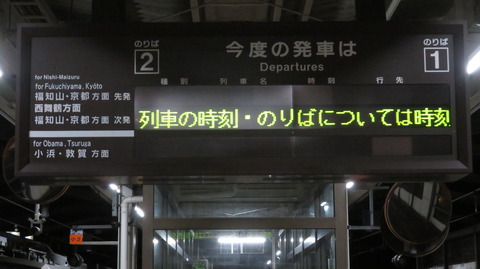 のりば
2
今度の発車は
Departures
のりば
1
種別 列車名 時刻 行先
for Nishi-Maizuru
for Fukuchiyama, Kyōto
福知山・京都 方面 先発
西舞鶴方面
福知山・京都 方面 次発
列車の時刻・のりばについては時刻
for Obama, Tsuruga
小浜・敦賀 方面